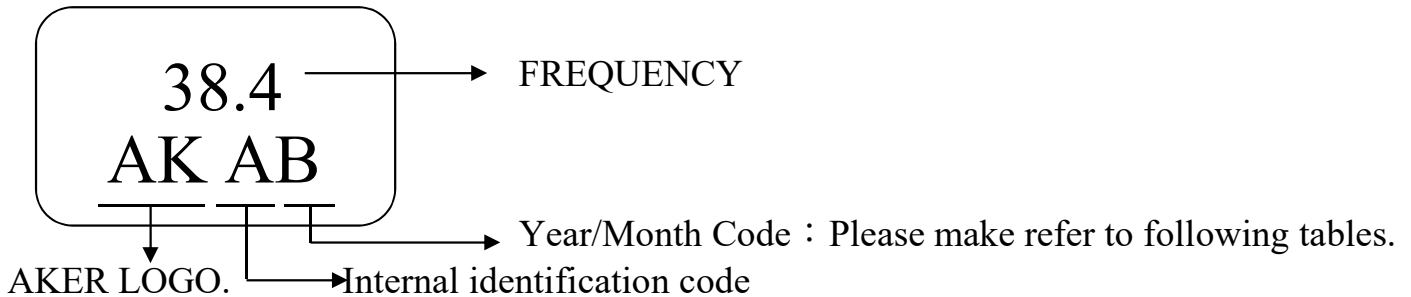 38.4
FREQUENCY
AK AB
Year/Month Code：Please make refer to following tables.
AKER LOGO.
Internal identification code